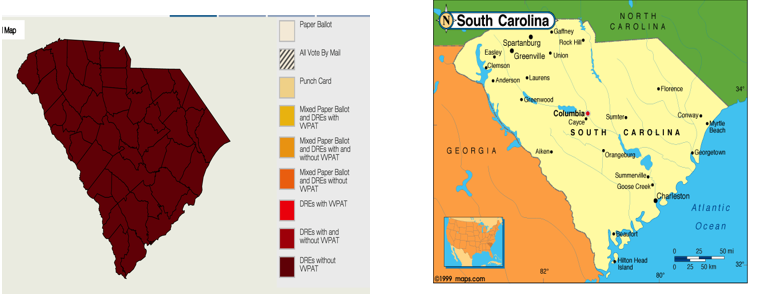 l Map
Paper Ballot
All Vote By Mail
Punch Card
Mixed Paper Ballot
and DREs with
VVPAT
Mixed Paper Ballot
and DREs with and
without VVPAT
Mixed Paper Ballot
and DREs without
VVPAT
DREs with VVPAT
DREs with and
without VVPAT
DREs without
VVPAT
N
South Carolina
NORTH
CAROLINA
Gaffney
Rock Hill
Spartanburg
Greenville
Union
Easley
Clemson
Anderson
Laurens
Greenwood
Florence
34°
Columbia
Cayce
Sumter
Conway
Myrtle
Beach
SOUTH CAROLINA
GEORGIA
Aiken
Orangeburg
Georgetown
Summerville
Goose Creek
Charleston
Atlantic
Ocean
Beaufort
Hilton Head
Island
0 25 50 mi
0 25 50 km
32°
82°
80°
©1999 maps.com